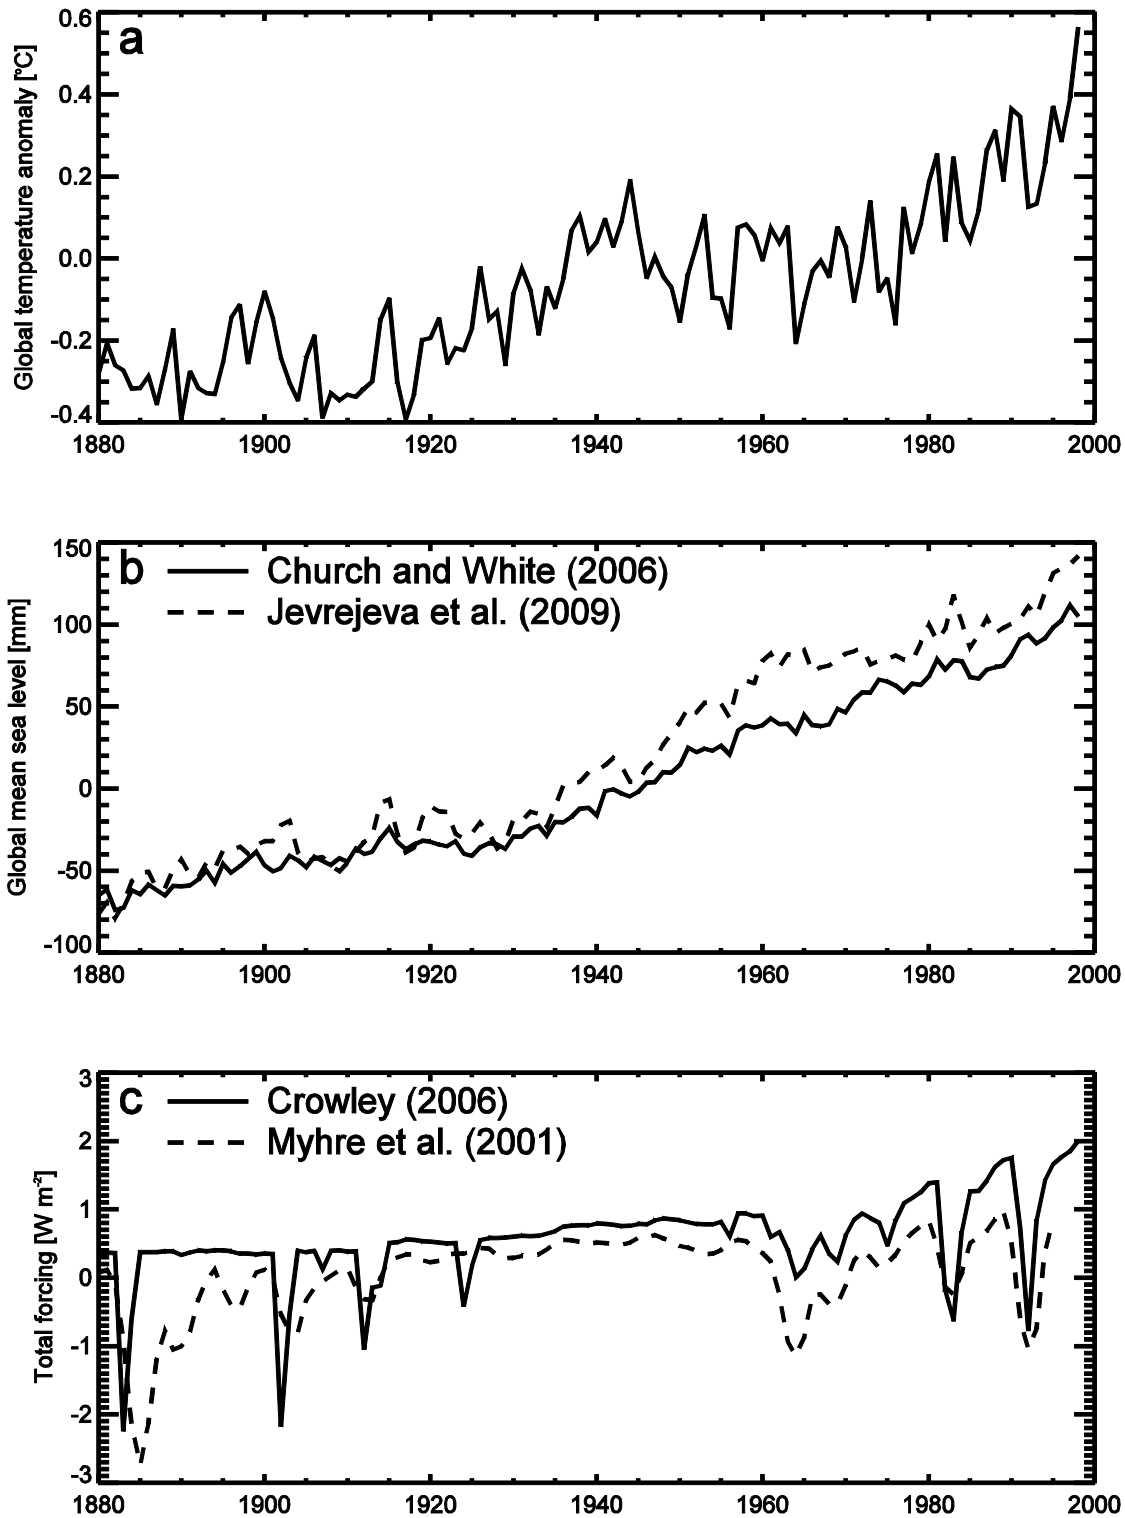 a
Global temperature anomaly [°C]
0.6
0.4
0.2
0.0
-0.2
-0.4
1880 1900 1920 1940 1960 1980 2000
b
Church and White (2006)
Jevrejeva et al. (2009)
Global mean sea level [mm]
150
100
50
0
-50
-100
1880 1900 1920 1940 1960 1980 2000
c
Crowley (2006)
Myhre et al. (2001)
Total forcing [W m-2]
3
2
1
0
-1
-2
-3
1880 1900 1920 1940 1960 1980 2000